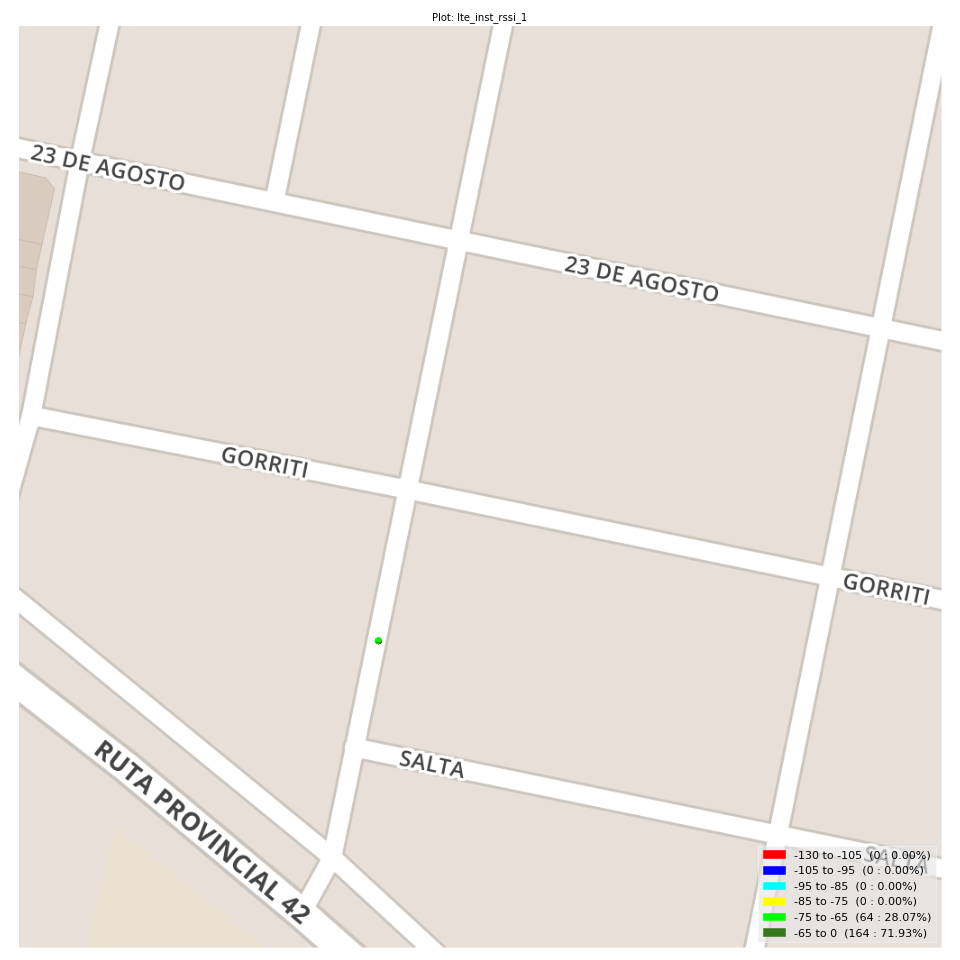 Plot: lte_inst_rssi_1
23 DE AGOSTO
23 DE AGOSTO
GORRITI
GORRITI
SALTA
RUTA PROVINCIAL 42
SALTA
-130 to -105 (0 : 0.00%)
-105 to -95 (0 : 0.00%)
-95 to -85 (0 : 0.00%)
-85 to -75 (0 : 0.00%)
-75 to -65 (64 : 28.07%)
-65 to 0 (164 : 71.93%)